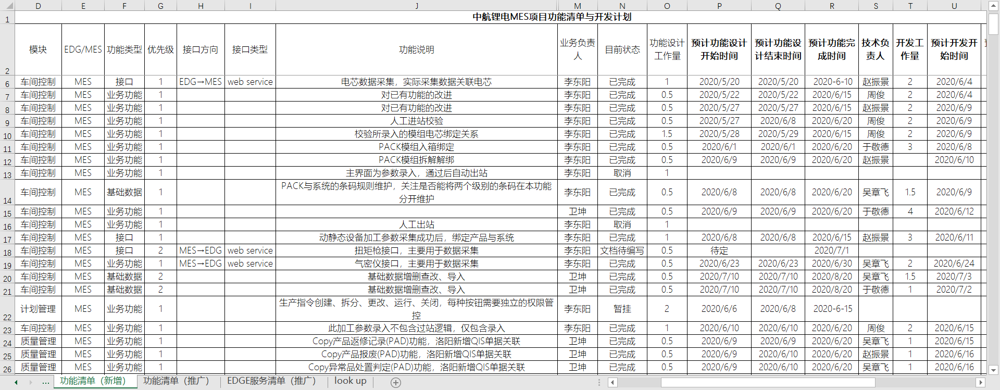 D E F G H I J M N O P Q R S T U
1 中航锂电MES项目功能清单与开发计划
2 模块 EDG/MES 功能类型 优先级 接口方向 接口类型 功能说明 业务负责人 目前状态 功能设计工作量 预计功能设计开始时间 预计功能设计结束时间 预计功能完成时间 技术负责人 开发工作量 预计开发开始时间
6 车间控制 MES 接口 1 EDG→MES web service 电芯数据采集，实际采集数据关联电芯 李东阳 已完成 1 2020/5/20 2020/5/20 2020-6-10 赵振景 2 2020/6/4
7 车间控制 MES 业务功能 1 对已有功能的改进 李东阳 已完成 0.5 2020/5/22 2020/5/22 2020/6/15 周俊 2 2020/6/4
8 车间控制 MES 业务功能 1 对已有功能的改进 李东阳 已完成 0.5 2020/5/27 2020/5/27 2020/6/15 赵振景 2 2020/6/9
9 车间控制 MES 业务功能 1 人工进站校验 李东阳 已完成 0.5 2020/5/27 2020/6/8 2020/6/20 周俊 2 2020/6/9
10 车间控制 MES 业务功能 1 校验所录入的模组电芯绑定关系 李东阳 已完成 1.5 2020/5/28 2020/5/29 2020/6/15 周俊 2 2020/6/9
11 车间控制 MES 业务功能 1 PACK模组入箱绑定 李东阳 已完成 0.5 2020/6/1 2020/6/1 2020/6/20 于敬德 3 2020/6/8
12 车间控制 MES 业务功能 1 PACK模组拆解解绑 李东阳 已完成 0.5 2020/6/9 2020/6/9 2020/6/20 赵振景 2020/6/10
13 车间控制 MES 业务功能 1 主界面为参数录入，通过后自动出站 李东阳 取消 1
14 车间控制 MES 基础数据 1 PACK与系统的条码规则维护，关注是否能将两个级别的条码在本功能分开维护 李东阳 已完成 0.5 2020/6/8 2020/6/8 2020/6/20 吴章飞 1.5 2020/6/9
15 车间控制 MES 业务功能 1 卫坤 已完成 0.5 2020/6/9 2020/6/9 2020/6/20 于敬德 4 2020/6/12
16 车间控制 MES 业务功能 1 人工出站 李东阳 取消 1
17 车间控制 MES 接口 1 动静态设备加工参数采集成功后，绑定产品与系统 李东阳 已完成 1 2020/6/8 2020/6/8 2020/6/15 赵振景 3 2020/6/11
18 车间控制 MES 接口 2 MES→EDG web service 扭矩枪接口，主要用于数据采集 李东阳 文档待编写 0.5 待定 2020/7/1
19 车间控制 MES 业务功能 1 MES→EDG web service 气密仪接口，主要用于数据采集 李东阳 已完成 0.5 2020/6/23 2020/6/23 2020/6/30 吴章飞 2 2020/6/24
20 车间控制 MES 基础数据 2 基础数据增删查改、导入 卫坤 已完成 0.5 2020/7/10 2020/7/10 2020/8/20 吴章飞 1.5 2020/7/3
21 车间控制 MES 基础数据 2 基础数据增删查改、导入 卫坤 已完成 0.5 2020/7/10 2020/7/10 2020/8/20 于敬德 1 2020/7/2
22 计划管理 MES 业务功能 1 生产指令创建、拆分、更改、运行、关闭，每种按钮需要独立的权限管控 李东阳 暂挂 2 2020/6/6 2020/6/8 2020-6-15
23 车间控制 MES 业务功能 1 此加工参数录入不包含过站逻辑，仅包含录入 李东阳 已完成 1 2020/6/10 2020/6/10 2020/6/20 周俊 2 2020/6/15
24 质量管理 MES 业务功能 1 Copy产品返修记录(PAD)功能，洛阳新增QIS单据关联 卫坤 已完成 0.5 2020/6/9 2020/6/9 2020/6/20 吴章飞 1 2020/6/15
25 质量管理 MES 业务功能 1 Copy产品报废(PAD)功能，洛阳新增QIS单据关联 卫坤 已完成 0.5 2020/6/9 2020/6/10 2020/6/20 赵振景 1 2020/6/16
26 质量管理 MES 业务功能 1 Copy异常品处置判定(PAD)功能，洛阳新增QIS单据关联 卫坤 已完成 0.5 2020/6/9 2020/6/10 2020/6/20 吴章飞 1 2020/6/16
... 功能清单（新增） 功能清单（推广） EDGE服务清单（推广） look up